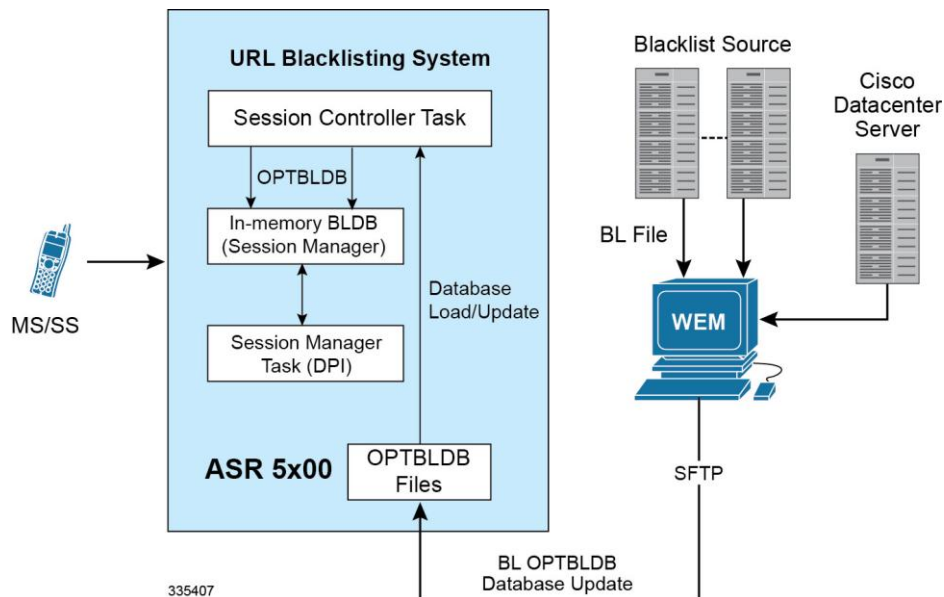 URL Blacklisting System
Session Controller Task
OPTBLDB
In-memory BLDB
(Session Manager)
Database
Load/Update
Session Manager
Task (DPI)
ASR 5x00
OPTBLDB
Files
MS/SS
Blacklist Source
Cisco
Datacenter
Server
BL File
WEM
SFTP
BL OPTBLDB
Database Update
335407